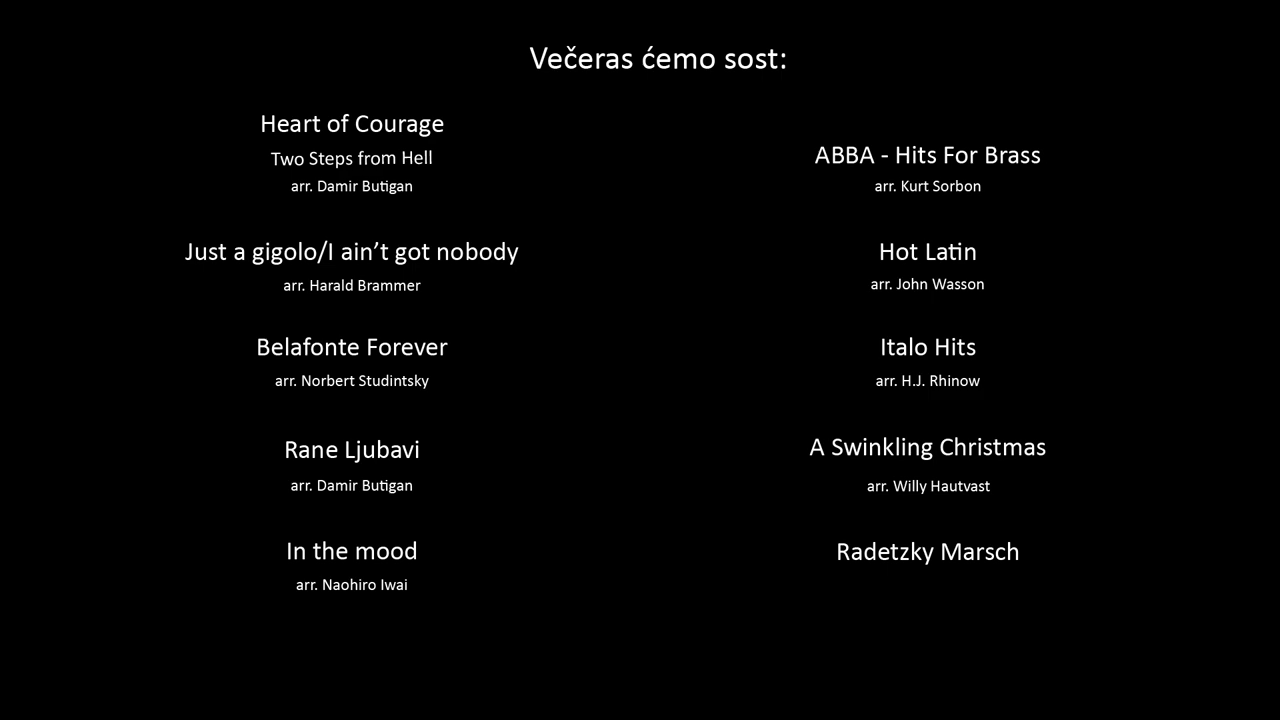 Večeras ćemo sost:
Heart of Courage
Two Steps from Hell
arr. Damir Butigan
Just a gigolo/I ain’t got nobody
arr. Harald Brammer
Belafonte Forever
arr. Norbert Studintsky
Rane Ljubavi
arr. Damir Butigan
In the mood
arr. Naohiro Iwai
ABBA - Hits For Brass
arr. Kurt Sorbon
Hot Latin
arr. John Wasson
Italo Hits
arr. H.J. Rhinow
A Swinkling Christmas
arr. Willy Hautvast
Radetzky Marsch